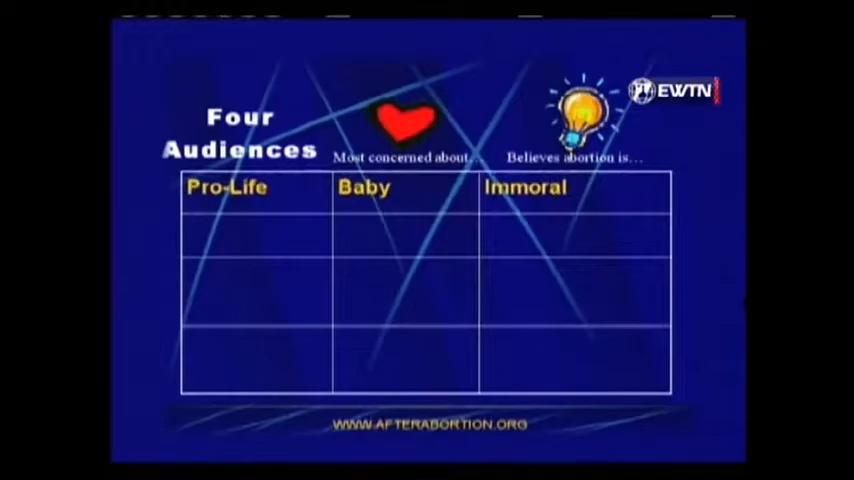 EWTN
Four
Audiences
Most concerned about...
Believes abortion is...
Pro-Life Baby Immoral
WWW.AFTERABORTION.ORG